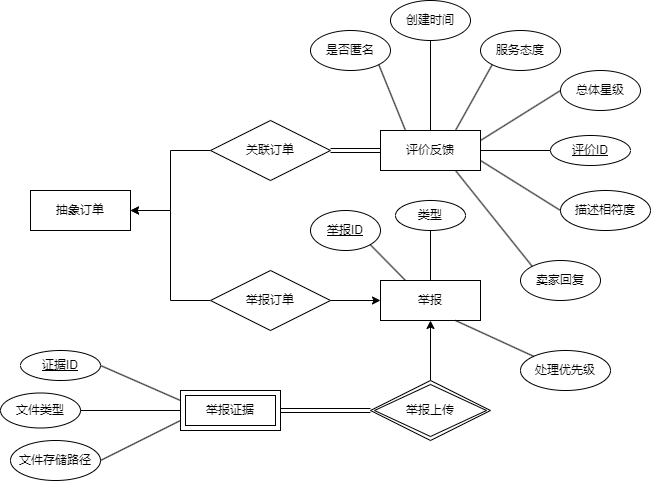 创建时间
是否匿名
服务态度
总体星级
关联订单
评价反馈
评价ID
抽象订单
描述相符度
类型
举报ID
卖家回复
举报订单
举报
证据ID
处理优先级
文件类型
举报证据
举报上传
文件存储路径